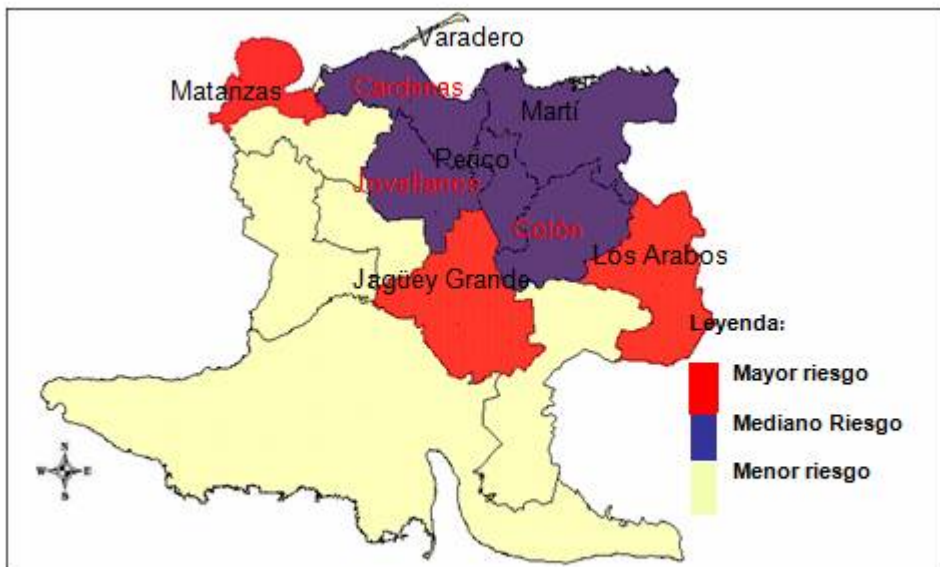 Varadero
Matanzas
Cárdenas
Martí
Perico
Jovellanos
Colón
Los Arabos
Jagüey Grande
Leyenda:
Mayor riesgo
Mediano Riesgo
Menor riesgo
N
W E
S